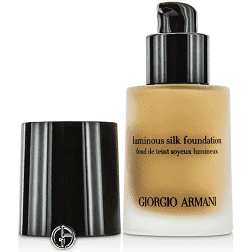 luminous silk foundation
fond de teint soyeux lumineux
GIORGIO ARMANI